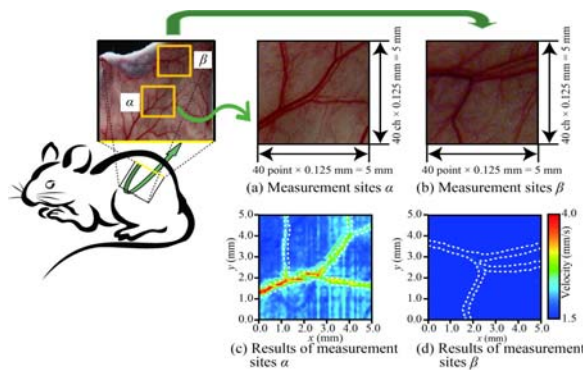 β
α
40 ch × 0.125 mm = 5 mm
40 ch × 0.125 mm = 5 mm
40 point × 0.125 mm = 5 mm
40 point × 0.125 mm = 5 mm
(a) Measurement sites α
(b) Measurement sites β
5.0
4.0
3.0
2.0
1.0
0.0
y (mm)
0.0 1.0 2.0 3.0 4.0 5.0
x (mm)
5.0
4.0
3.0
2.0
1.0
0.0
y (mm)
0.0 1.0 2.0 3.0 4.0 5.0
x (mm)
4.0
Velocity (mm/s)
1.5
(c) Results of measurement
sites α
(d) Results of measurement
sites β